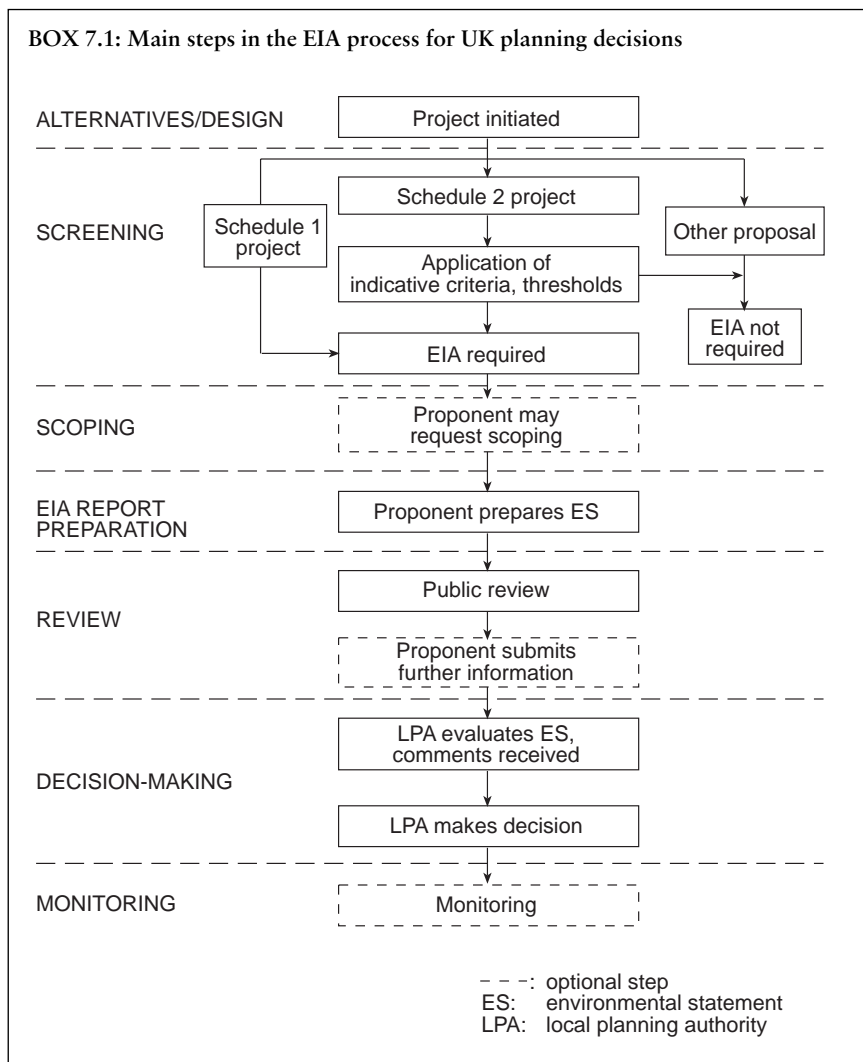 BOX 7.1: Main steps in the EIA process for UK planning decisions
ALTERNATIVES/DESIGN
Project initiated
SCREENING
Schedule 1
project
Schedule 2 project
Other proposal
Application of
indicative criteria, thresholds
EIA not
required
EIA required
SCOPING
Proponent may
request scoping
EIA REPORT
PREPARATION
Proponent prepares ES
REVIEW
Public review
Proponent submits
further information
DECISION-MAKING
LPA evaluates ES,
comments received
LPA makes decision
MONITORING
Monitoring
- - - -: optional step
ES: environmental statement
LPA: local planning authority